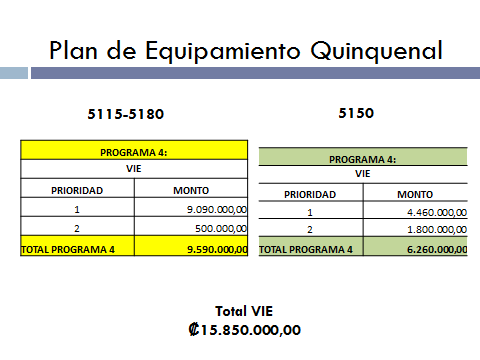 Plan de Equipamiento Quinquenal
5115-5180
PROGRAMA 4:
VIE
PRIORIDAD MONTO
1 9.090.000,00
2 500.000,00
TOTAL PROGRAMA 4 9.590.000,00
5150
PROGRAMA 4:
VIE
PRIORIDAD MONTO
1 4.460.000,00
2 1.800.000,00
TOTAL PROGRAMA 4 6.260.000,00
Total VIE
₡15.850.000,00